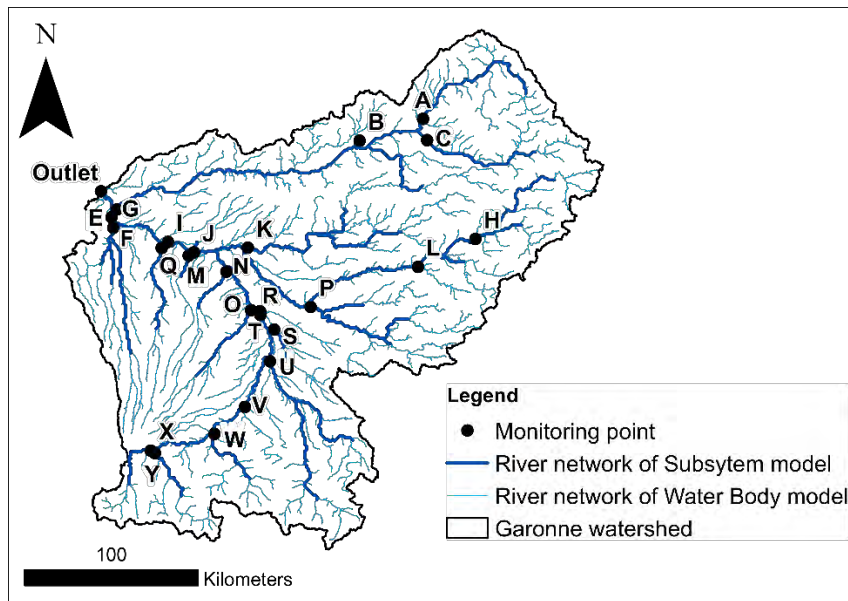 N
A
B
C
Outlet
G
E
F
I
J
K
H
L
Q
M
N
P
O
R
T
S
U
V
W
X
Y
Legend
Monitoring point
River network of Subsytem model
River network of Water Body model
Garonne watershed
100
Kilometers